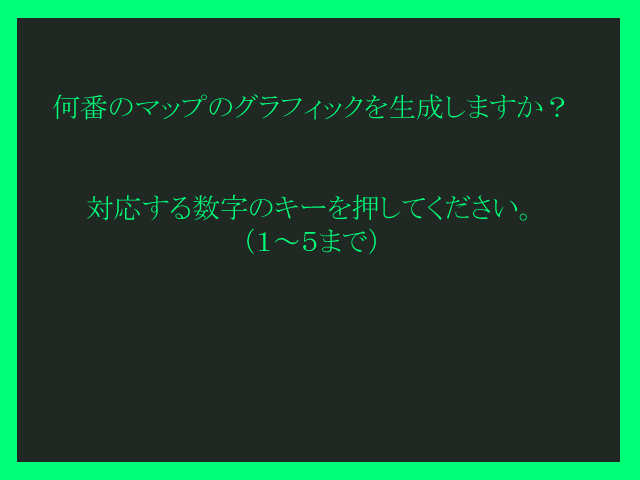 何番のマップのグラフィックを生成しますか？
対応する数字のキーを押してください。
（１～５まで）